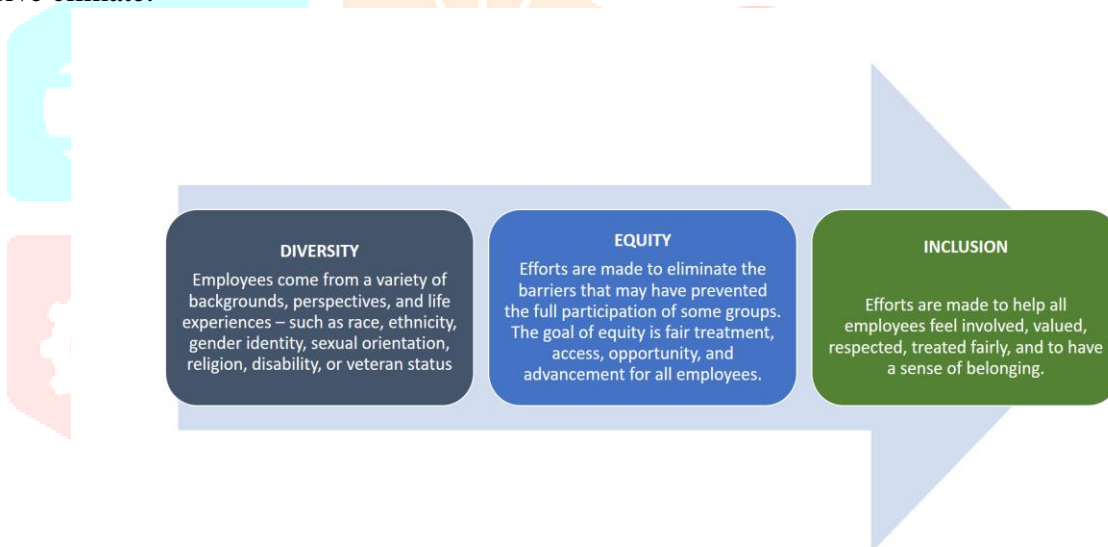 DIVERSITY
Employees come from a variety of
backgrounds, perspectives, and life
experiences – such as race, ethnicity,
gender identity, sexual orientation,
religion, disability, or veteran status
EQUITY
Efforts are made to eliminate the
barriers that may have prevented
the full participation of some groups.
The goal of equity is fair treatment,
access, opportunity, and
advancement for all employees.
INCLUSION
Efforts are made to help all
employees feel involved, valued,
respected, treated fairly, and to have
a sense of belonging.